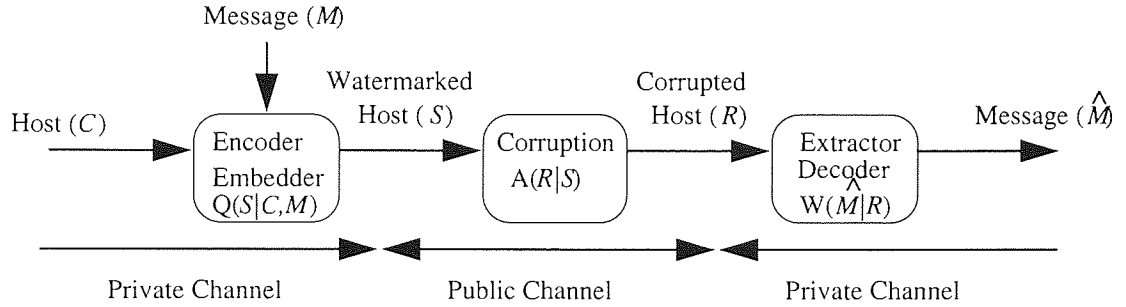 Message (M)
Watermarked
Host (S)
Corrupted
Host (R)
Host (C)
Message (M̂)
Encoder
Embedder
Q(S|C,M)
Corruption
A(R|S)
Extractor
Decoder
W(M̂|R)
Private Channel
Public Channel
Private Channel